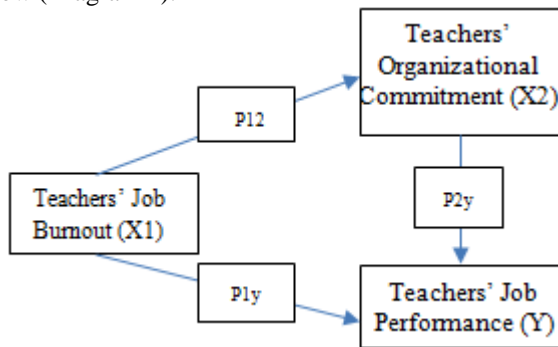 Teachers’
Organizational
Commitment (X2)
P12
Teachers’ Job
Burnout (X1)
P2y
P1y
Teachers’ Job
Performance (Y)